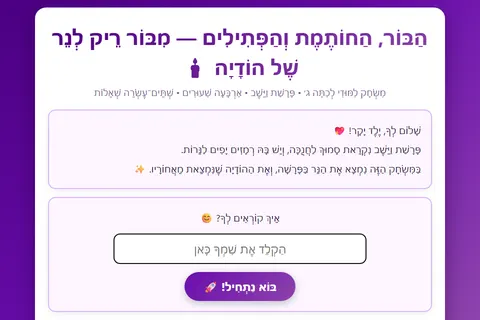 הַבּוֹר, הַחוֹתֶמֶת וְהַפְּתִילִים — מִבּוֹר רֵיק לְנֵר
שֶׁל הוֹדָיָה 🕯️
מִשְׂחַק לִמּוּדִי לְכִתָּה ג׳ • פָּרָשַׁת וַיֵּשֶׁב • אַרְבָּעָה שִׁעוּרִים • שְׁתֵּים־עֶשְׂרֵה שְׁאֵלוֹת
שָׁלוֹם לְךָ, יֶלֶד יָקָר! 💖
פָּרָשַׁת וַיֵּשֶׁב נִקְרֵאת סָמוּךְ לַחֲנֻכָּה, וְיֵשׁ בָּהּ רְמָזִים יָפִים לַנֵּרוֹת.
בַּמִּשְׂחָק הַזֶּה נִמְצָא אֶת הַנֵּר בַּפָּרָשָׁה, וְאֶת הַהוֹדָיָה שֶׁנִּמְצֵאת מֵאֲחוֹרָיו. ✨
אֵיךְ קוֹרְאִים לְךָ? 😊
הַקְלֵד אֶת שִׁמְךָ כָּאן
בּוֹא נַתְחִיל! 🚀